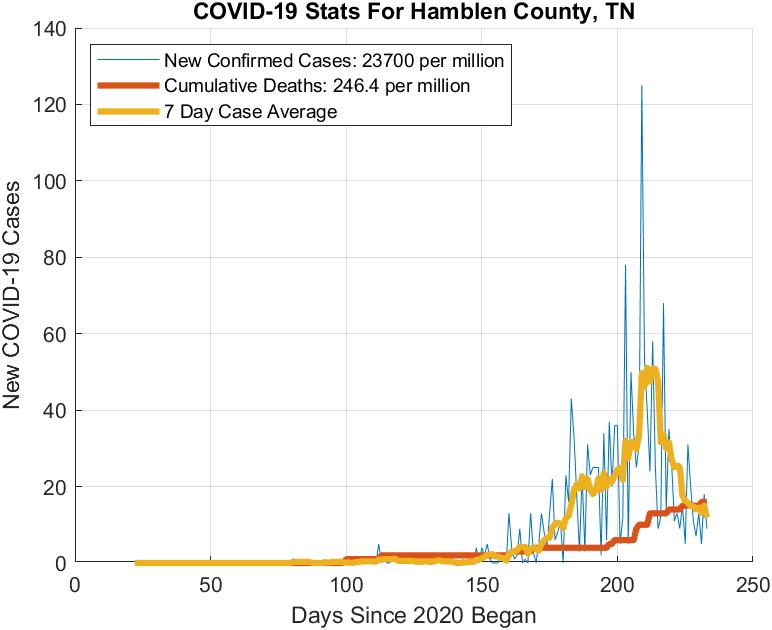 COVID-19 Stats For Hamblen County, TN
New Confirmed Cases: 23700 per million
Cumulative Deaths: 246.4 per million
7 Day Case Average
New COVID-19 Cases
140
120
100
80
60
40
20
0
0 50 100 150 200 250
Days Since 2020 Began